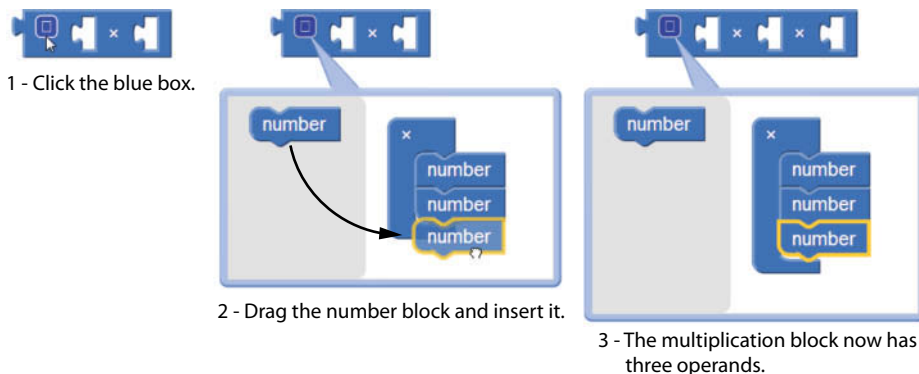 ×
1 - Click the blue box.
×
number
×
number
number
number
2 - Drag the number block and insert it.
× ×
number
×
number
number
number
3 - The multiplication block now has
three operands.